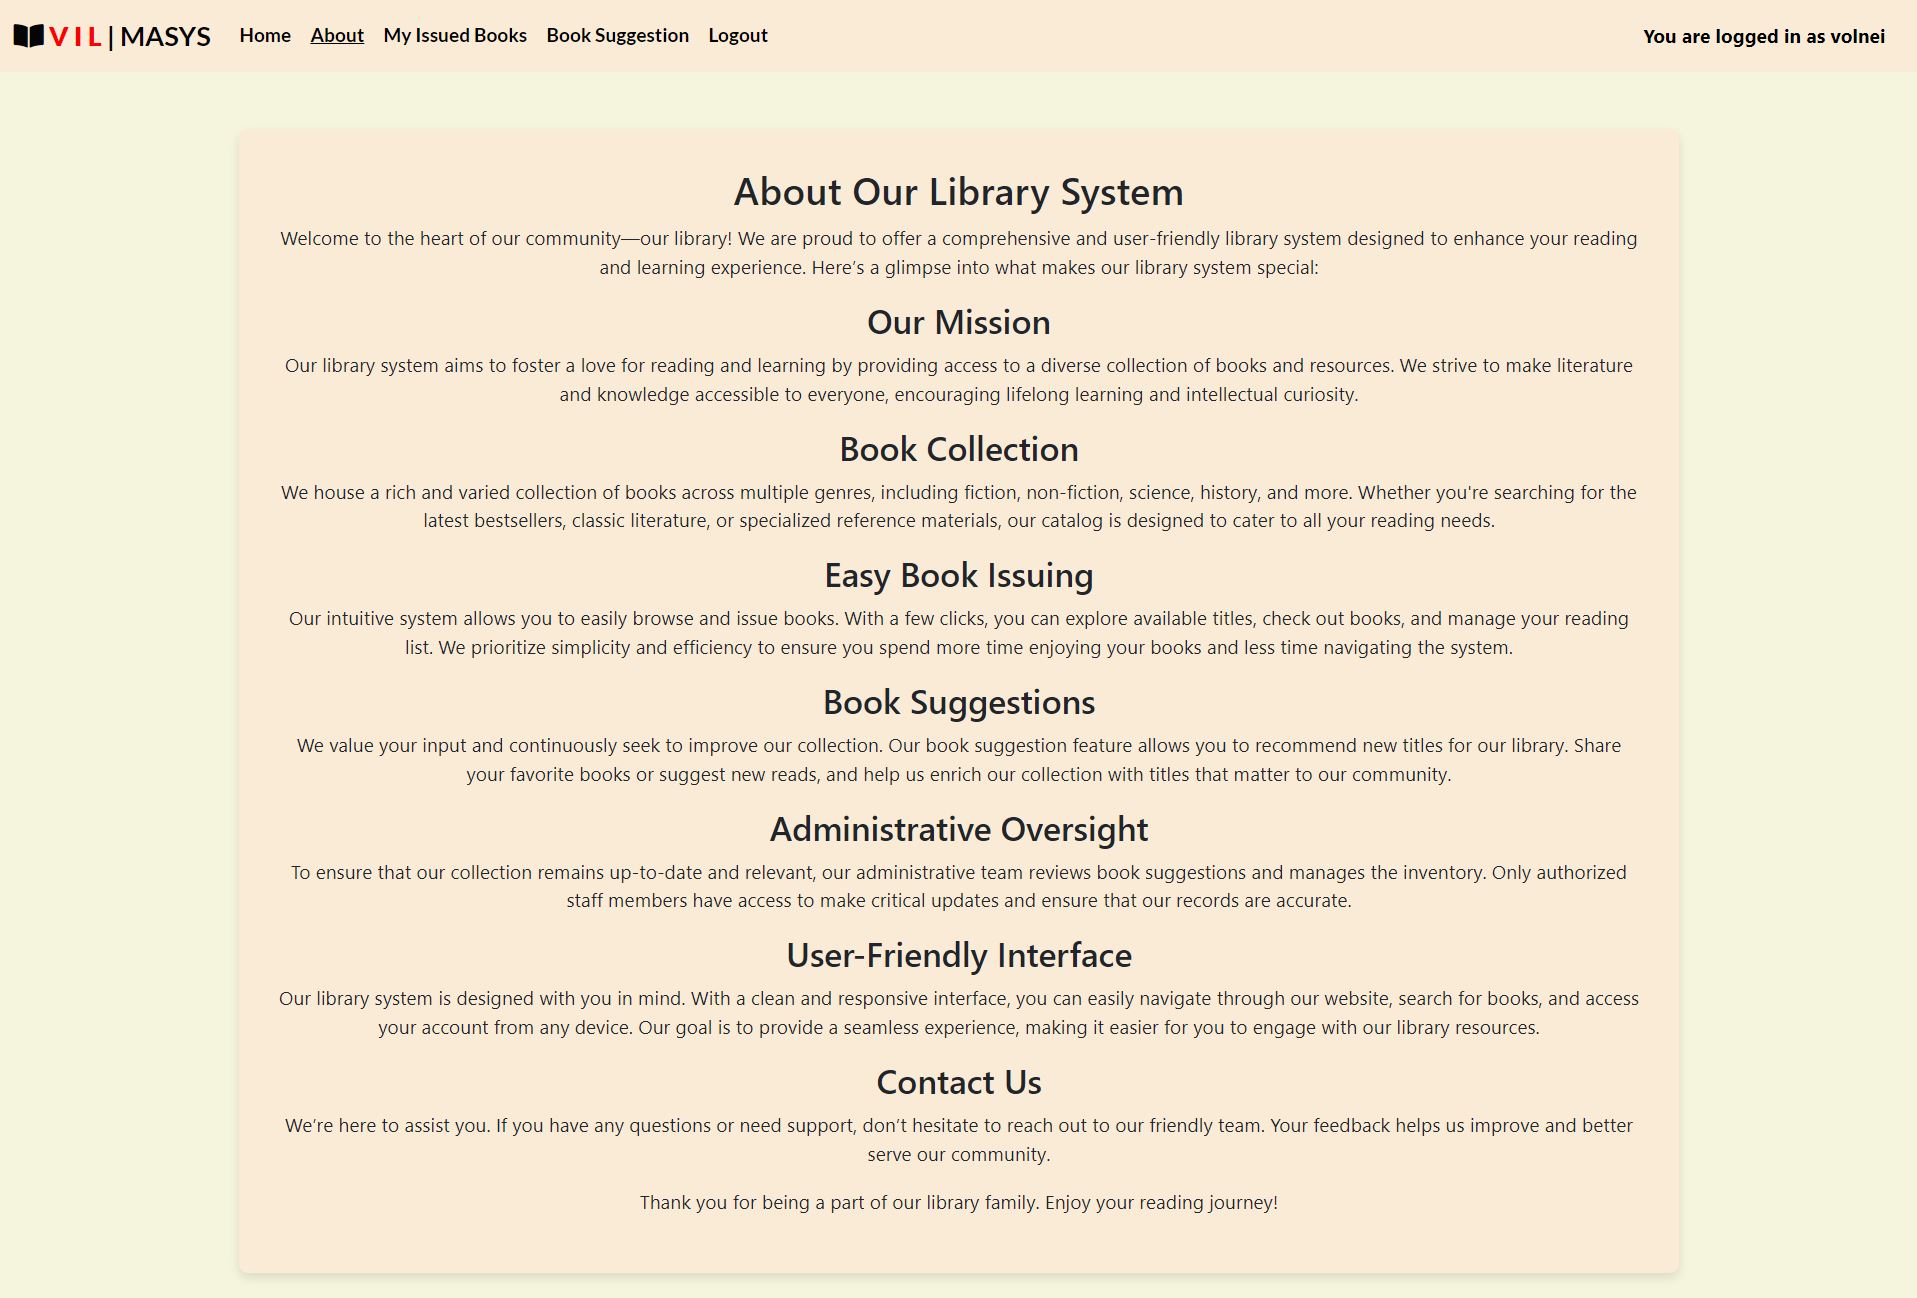 VIL | MASYS Home About My Issued Books Book Suggestion Logout You are logged in as volnei
About Our Library System
Welcome to the heart of our community—our library! We are proud to offer a comprehensive and user-friendly library system designed to enhance your reading
and learning experience. Here’s a glimpse into what makes our library system special:
Our Mission
Our library system aims to foster a love for reading and learning by providing access to a diverse collection of books and resources. We strive to make literature
and knowledge accessible to everyone, encouraging lifelong learning and intellectual curiosity.
Book Collection
We house a rich and varied collection of books across multiple genres, including fiction, non-fiction, science, history, and more. Whether you're searching for the
latest bestsellers, classic literature, or specialized reference materials, our catalog is designed to cater to all your reading needs.
Easy Book Issuing
Our intuitive system allows you to easily browse and issue books. With a few clicks, you can explore available titles, check out books, and manage your reading
list. We prioritize simplicity and efficiency to ensure you spend more time enjoying your books and less time navigating the system.
Book Suggestions
We value your input and continuously seek to improve our collection. Our book suggestion feature allows you to recommend new titles for our library. Share
your favorite books or suggest new reads, and help us enrich our collection with titles that matter to our community.
Administrative Oversight
To ensure that our collection remains up-to-date and relevant, our administrative team reviews book suggestions and manages the inventory. Only authorized
staff members have access to make critical updates and ensure that our records are accurate.
User-Friendly Interface
Our library system is designed with you in mind. With a clean and responsive interface, you can easily navigate through our website, search for books, and access
your account from any device. Our goal is to provide a seamless experience, making it easier for you to engage with our library resources.
Contact Us
We’re here to assist you. If you have any questions or need support, don’t hesitate to reach out to our friendly team. Your feedback helps us improve and better
serve our community.
Thank you for being a part of our library family. Enjoy your reading journey!